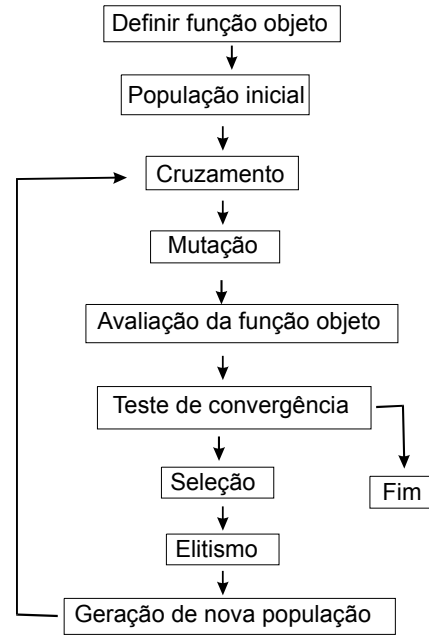 Definir função objeto
População inicial
Cruzamento
Mutação
Avaliação da função objeto
Teste de convergência
Seleção
Fim
Elitismo
Geração de nova população